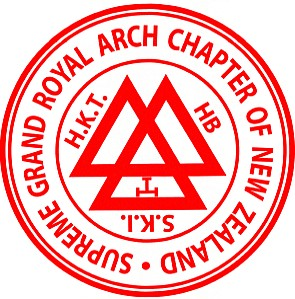 SUPREME GRAND ROYAL ARCH CHAPTER OF NEW ZEALAND •
H.K.T.
HB
S.K.I.